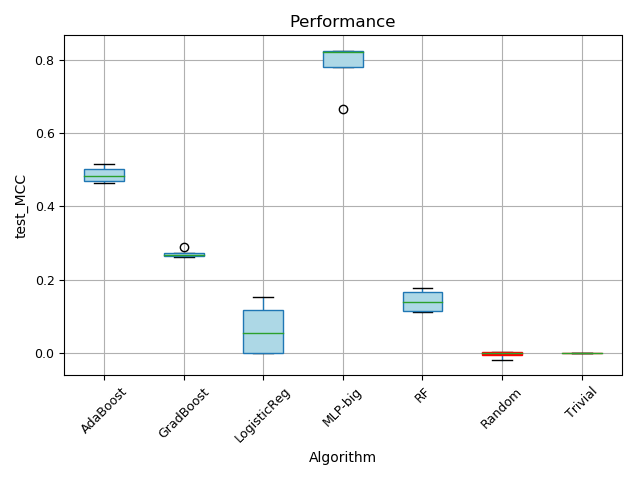 Performance
test_MCC
0.8
0.6
0.4
0.2
0.0
AdaBoost
GradBoost
LogisticReg
MLP-big
RF
Random
Trivial
Algorithm